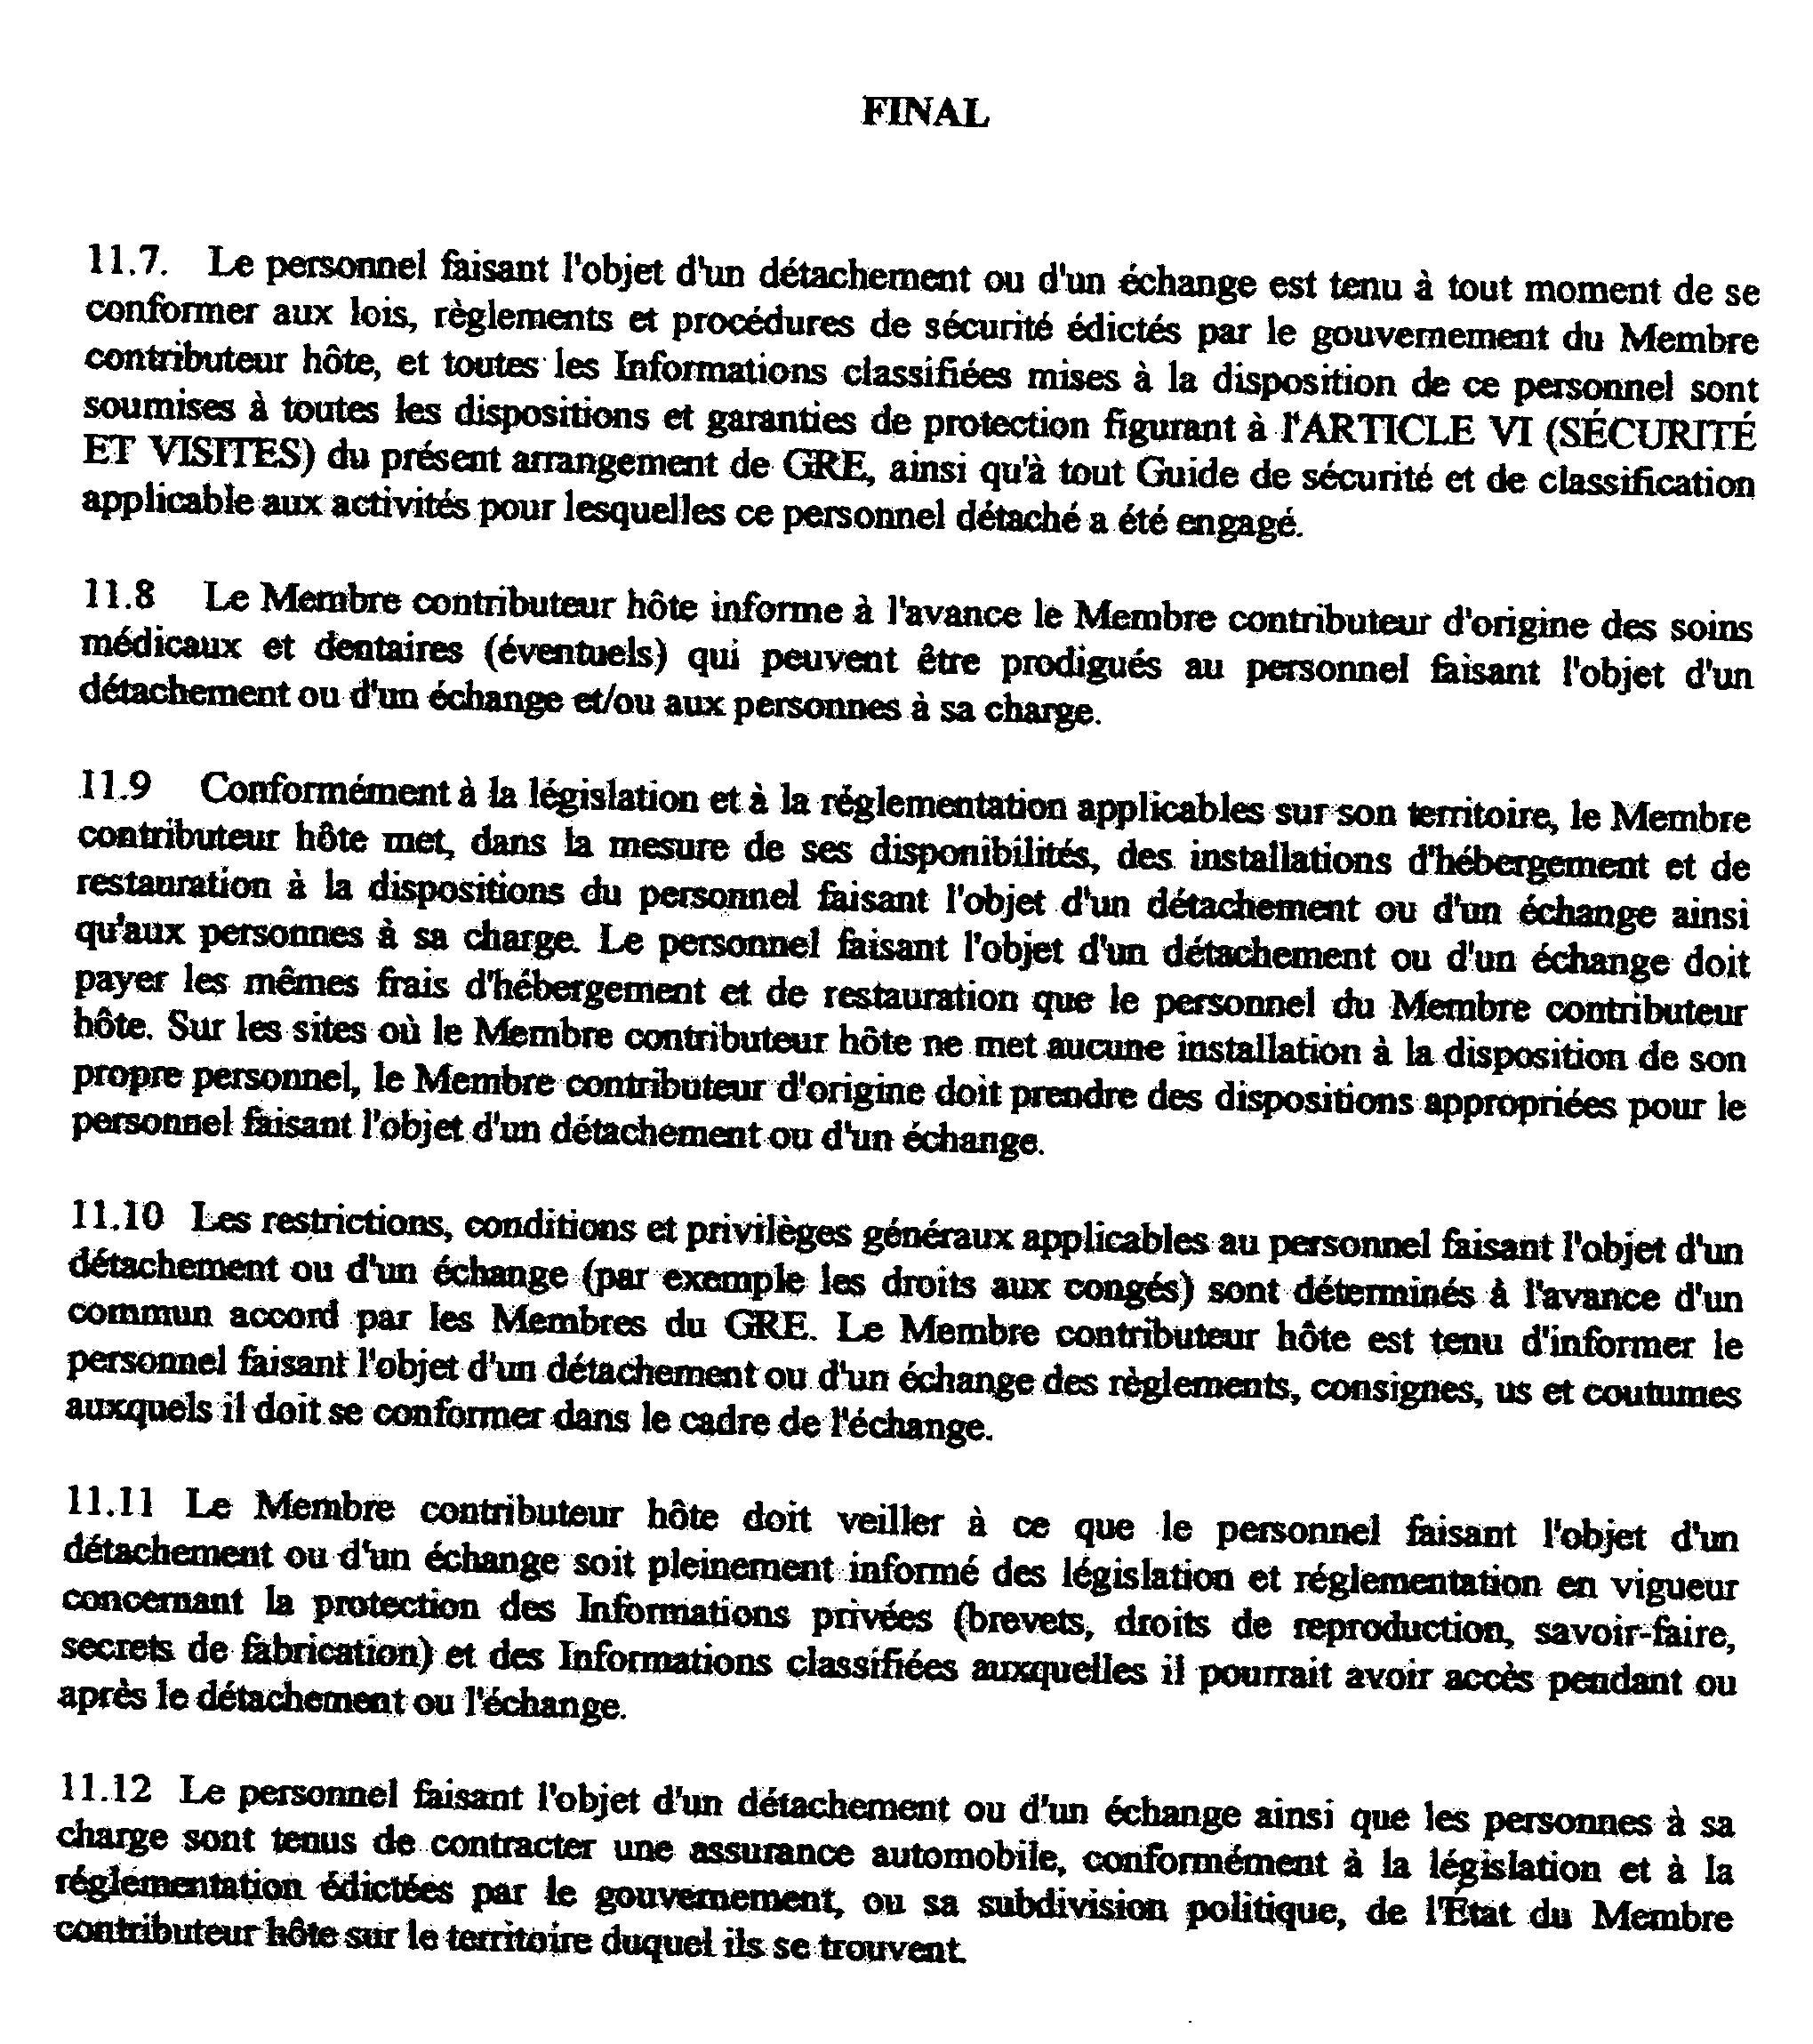 FINAL
11.7. Le personnel faisant l'objet d'un détachement ou d'un échange est tenu à tout moment de se
conformer aux lois, règlements et procédures de sécurité édictés par le gouvernement du Membre
contributeur hôte, et toutes les Informations classifiées mises à la disposition de ce personnel sont
soumises à toutes les dispositions et garanties de protection figurant à l'ARTICLE VI (SÉCURITÉ
ET VISITES) du présent arrangement de GRE, ainsi qu'à tout Guide de sécurité et de classification
applicable aux activités pour lesquelles ce personnel détaché a été engagé.
11.8 Le Membre contributeur hôte informe à l'avance le Membre contributeur d'origine des soins
médicaux et dentaires (éventuels) qui peuvent être prodigués au personnel faisant l'objet d'un
détachement ou d'un échange et/ou aux personnes à sa charge.
11.9 Conformément à la législation et à la réglementation applicables sur son territoire, le Membre
contributeur hôte met, dans la mesure de ses disponibilités, des installations d'hébergement et de
restauration à la dispositions du personnel faisant l'objet d'un détachement ou d'un échange ainsi
qu'aux personnes à sa charge. Le personnel faisant l'objet d'un détachement ou d'un échange doit
payer les mêmes frais d'hébergement et de restauration que le personnel du Membre contributeur
hôte. Sur les sites où le Membre contributeur hôte ne met aucune installation à la disposition de son
propre personnel, le Membre contributeur d'origine doit prendre des dispositions appropriées pour le
personnel faisant l'objet d'un détachement ou d'un échange.
11.10 Les restrictions, conditions et privilèges généraux applicables au personnel faisant l'objet d'un
détachement ou d'un échange (par exemple les droits aux congés) sont déterminés à l'avance d'un
commun accord par les Membres du GRE. Le Membre contributeur hôte est tenu d'informer le
personnel faisant l'objet d'un détachement ou d'un échange des règlements, consignes, us et coutumes
auxquels il doit se conformer dans le cadre de l'échange.
11.11 Le Membre contributeur hôte doit veiller à ce que le personnel faisant l'objet d'un
détachement ou d'un échange soit pleinement informé des législation et réglementation en vigueur
concernant la protection des Informations privées (brevets, droits de reproduction, savoir-faire,
secrets de fabrication) et des Informations classifiées auxquelles il pourrait avoir accès pendant ou
après le détachement ou l'échange.
11.12 Le personnel faisant l'objet d'un détachement ou d'un échange ainsi que les personnes à sa
charge sont tenus de contracter une assurance automobile, conformément à la législation et à la
réglementation édictées par le gouvernement, ou sa subdivision politique, de l'État du Membre
contributeur hôte sur le territoire duquel ils se trouvent.